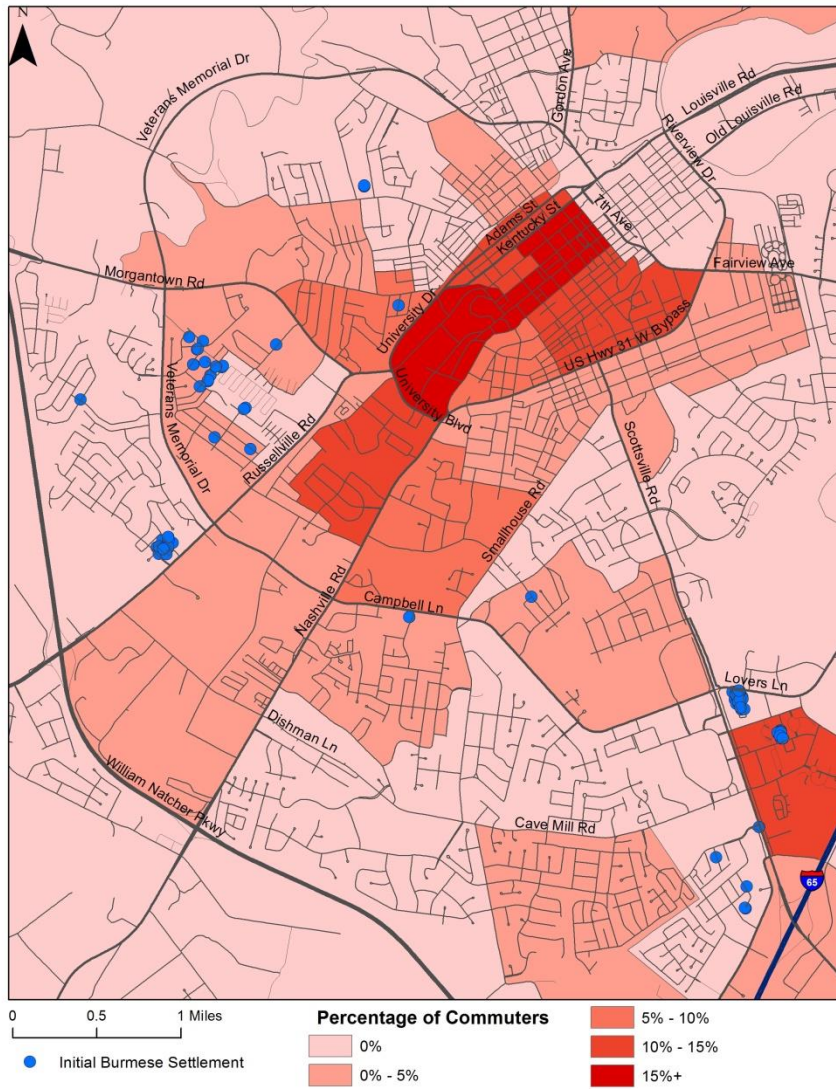 N
Veterans Memorial Dr
Gordon Ave
Louisville Rd
Old Louisville Rd
Riverview Dr
Adams St
Kentucky St
7th Ave
Fairview Ave
Morgantown Rd
University Dr
US Hwy 31 W Bypass
University Blvd
Veterans Memorial Dr
Russellville Rd
Scottsville Rd
Smallhouse Rd
Nashville Rd
Campbell Ln
Lovers Ln
Dishman Ln
William Natcher Pkwy
Cave Mill Rd
65
0 0.5 1 Miles
Initial Burmese Settlement
Percentage of Commuters
0%
0% - 5%
5% - 10%
10% - 15%
15%+